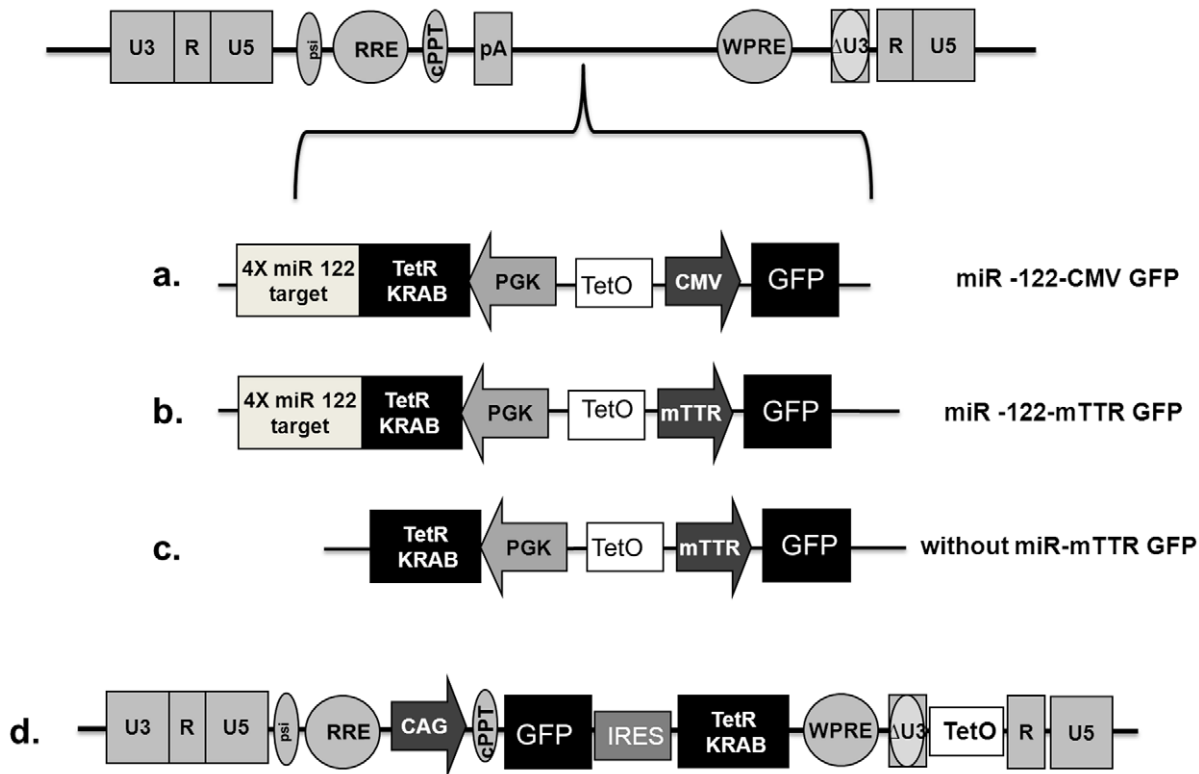 U3 R U5 psi RRE cPPT pA WPRE ΔU3 R U5
a. 4X miR 122 TetR PGK TetO CMV GFP miR -122-CMV GFP
target KRAB
b. 4X miR 122 TetR PGK TetO mTTR GFP miR -122-mTTR GFP
target KRAB
c. TetR PGK TetO mTTR GFP without miR-mTTR GFP
KRAB
d. U3 R U5 psi RRE CAG cPPT GFP IRES TetR WPRE ΔU3 TetO R U5
KRAB